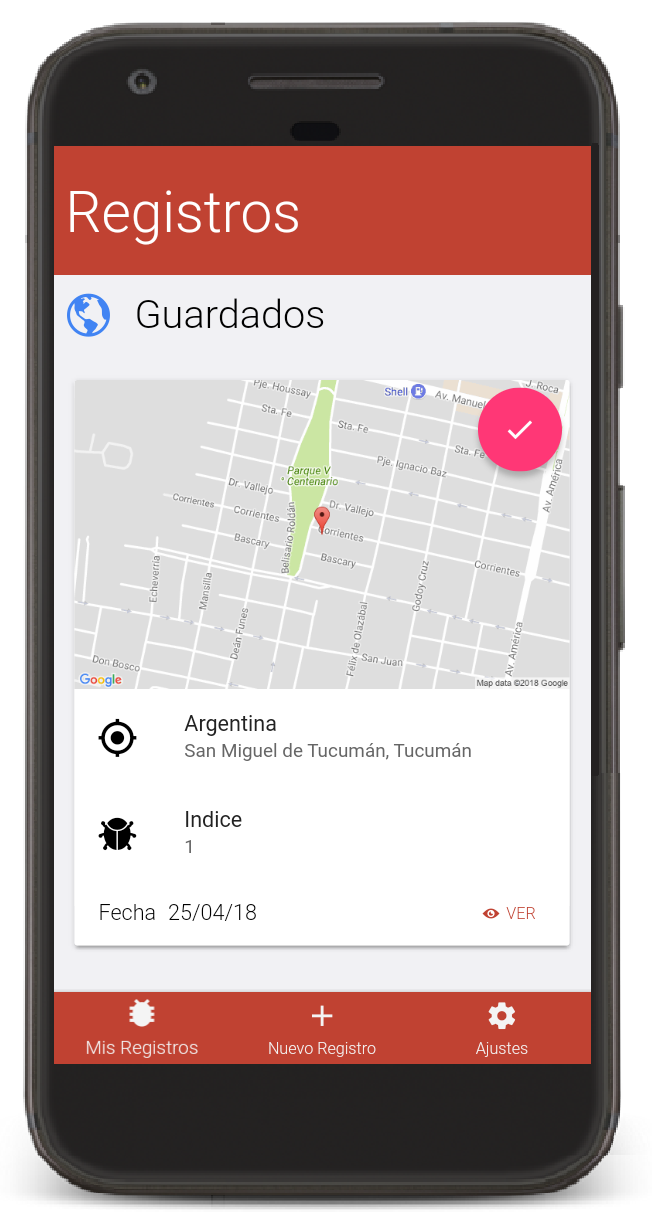 Registros
Guardados
Pje. Houssay
Shell
Av. Manuel
J. Roca
Sta. Fe
Sta. Fe
Sta. Fe
Pje. Ignacio Baz
Parque V
Centenario
Av. América
Dr. Vallejo
Dr. Vallejo
Corrientes
Corrientes
Corrientes
Belisario Roldán
Bascary
Bascary
Echeverria
Mansilla
Godoy Cruz
Corrientes
Deán Funes
Félix de Olazábal
Av. América
Don Bosco
San Juan
Google
Map data ©2018 Google
Argentina
San Miguel de Tucumán, Tucumán
Indice
1
Fecha 25/04/18
VER
Mis Registros
Nuevo Registro
Ajustes